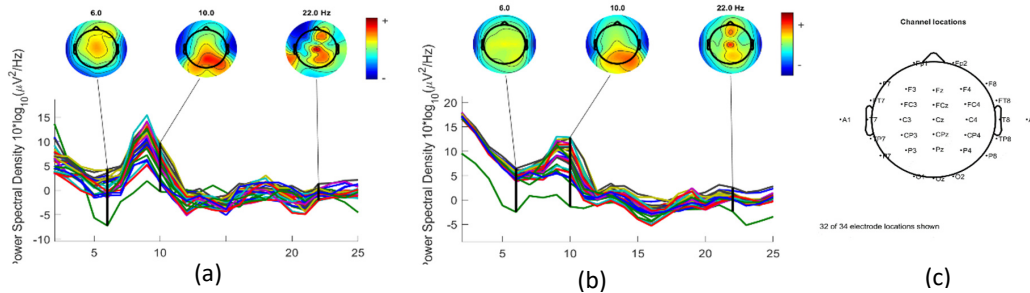 6.0 10.0 22.0 Hz
+
-
Power Spectral Density 10*log10(μV2/Hz)
15
10
5
0
-5
-10
5 10 15 20 25
(a)
6.0 10.0 22.0 Hz
+
-
Power Spectral Density 10*log10(μV2/Hz)
20
15
10
5
0
-5
5 10 15 20 25
(b)
Channel locations
Fp1 Fp2
F7 F3 Fz F4 F8
FT7 FC3 FCz FC4 FT8
A1 T7 C3 Cz C4 T8
TP7 CP3 CPz CP4 TP8
P7 P3 Pz P4 P8
O1 Oz O2
32 of 34 electrode locations shown
(c)